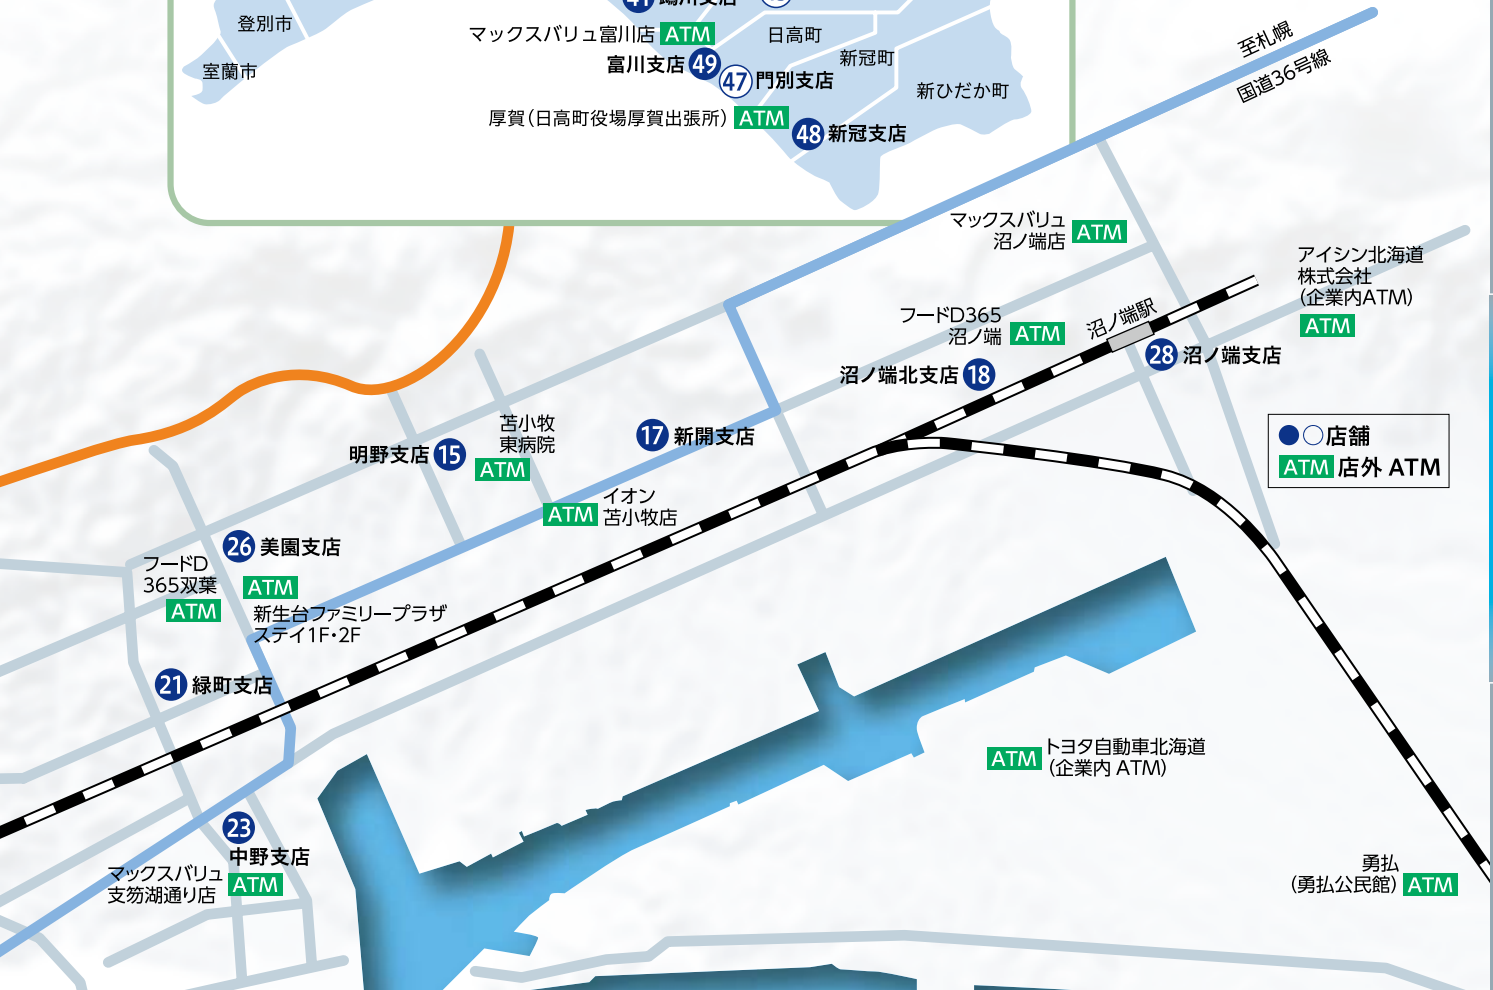 登別市
室蘭市
41 鵡川支店
マックスバリュ富川店 ATM
富川支店 49
47 門別支店
日高町
新冠町
新ひだか町
厚賀（日高町役場厚賀出張所） ATM
48 新冠支店
至札幌
国道36号線
マックスバリュ
沼ノ端店 ATM
アイシン北海道
株式会社
(企業内ATM)
ATM
フードD365
沼ノ端 ATM
沼ノ端駅
28 沼ノ端支店
沼ノ端北支店 18
●○店舗
ATM 店外 ATM
苫小牧
東病院
ATM
明野支店 15
17 新開支店
イオン
ATM 苫小牧店
26 美園支店
フードD
365双葉
ATM
ATM
新生台ファミリープラザ
ステイ1F・2F
21 緑町支店
23
中野支店
マックスバリュ
支笏湖通り店 ATM
ATM トヨタ自動車北海道
(企業内 ATM)
勇払
(勇払公民館) ATM